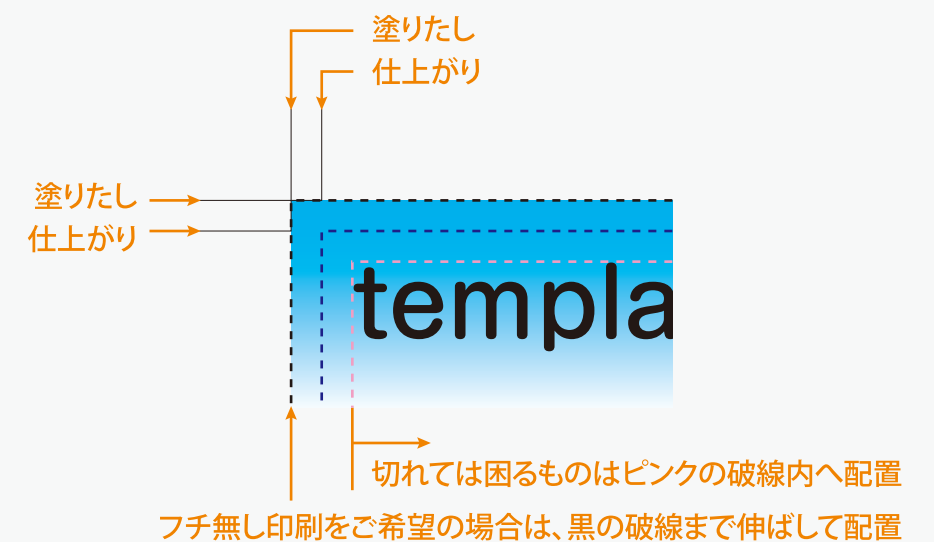 塗りたし
仕上がり
塗りたし
仕上がり
templa
切れては困るものはピンクの破線内へ配置
フチ無し印刷をご希望の場合は、黒の破線まで伸ばして配置